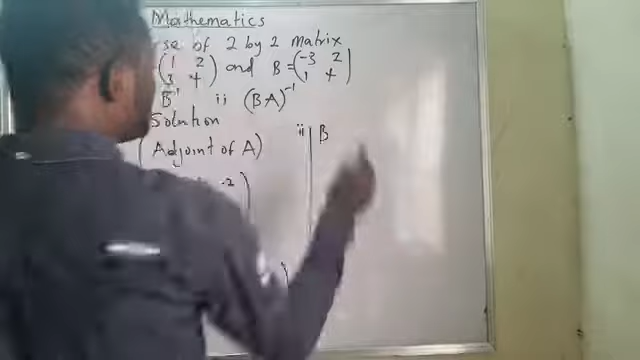 Mathematics
rse of 2 by 2 matrix
(1 2
3 4) and B = (-3 2
1 4)
B⁻¹ ii (BA)⁻¹
Solution
(Adjoint of A) ii B
-2)